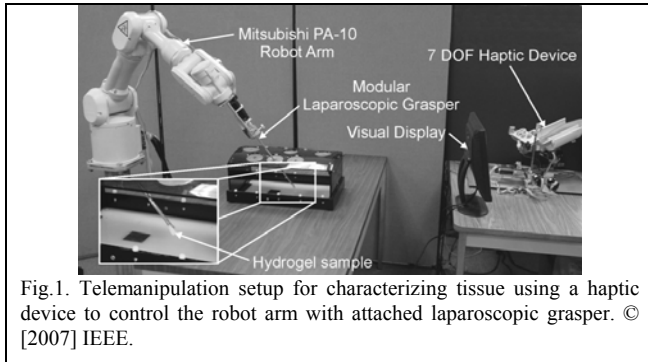 Mitsubishi PA-10
Robot Arm
7 DOF Haptic Device
Modular
Laparoscopic Grasper
Visual Display
Hydrogel sample
Fig.1. Telemanipulation setup for characterizing tissue using a haptic
device to control the robot arm with attached laparoscopic grasper. ©
[2007] IEEE.